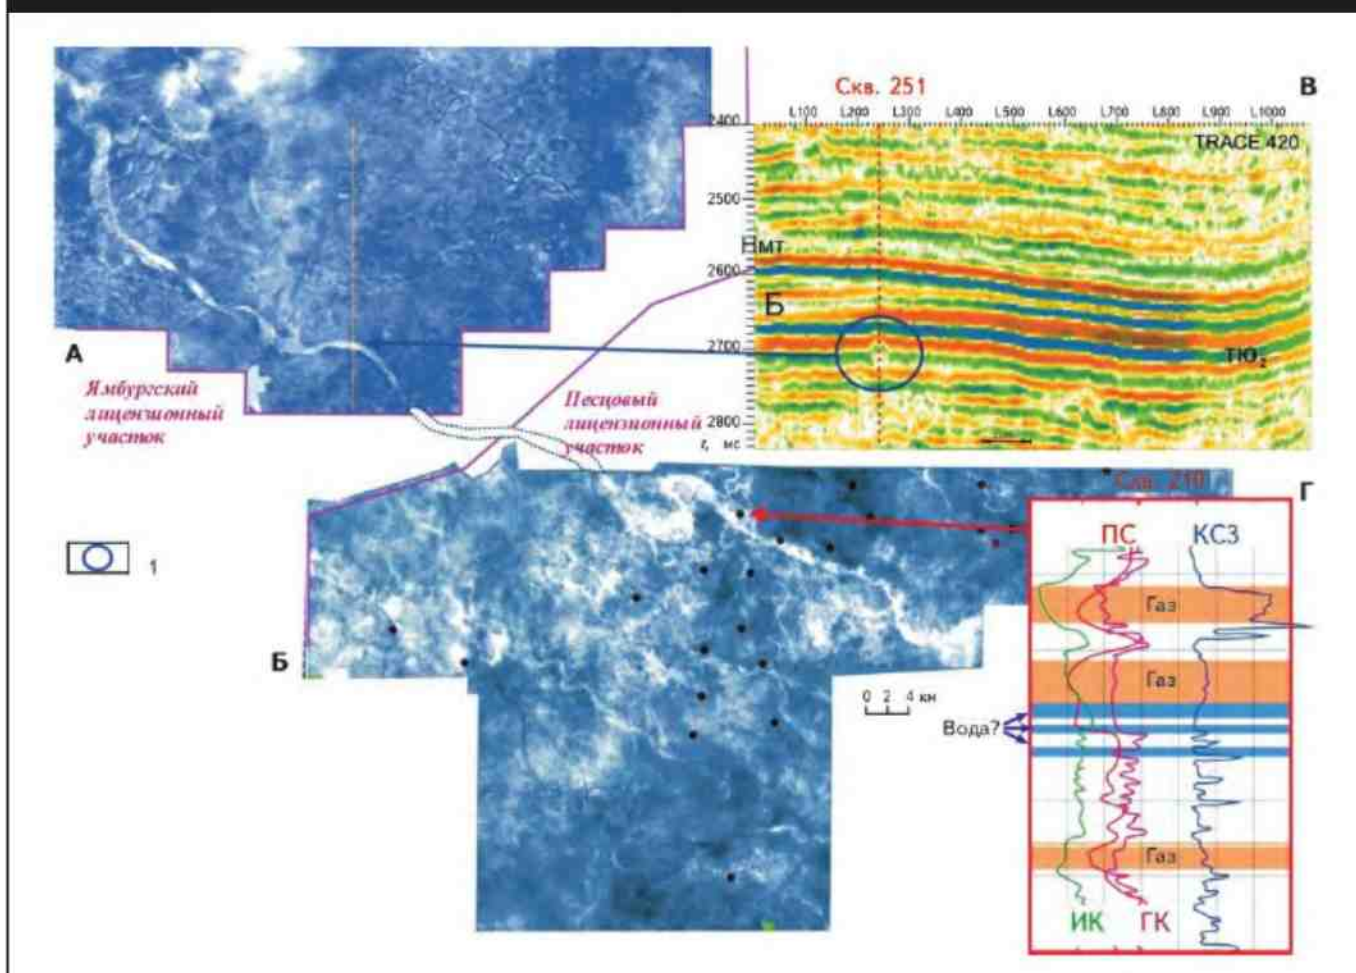 Скв. 251
В
L100 L200 L300 L400 L500 L600 L700 L800 L900 L1000
2400
TRACE 420
2500
Нмт
2600
Б
2700
ТЮ₂
2800
t, мс
А
Ямбургский
лицензионный
участок
Песцовый
лицензионный
участок
1
Скв. 210
Г
ПС
КС3
Газ
Газ
Б
0 2 4 км
Вода?
Газ
ИК
ГК